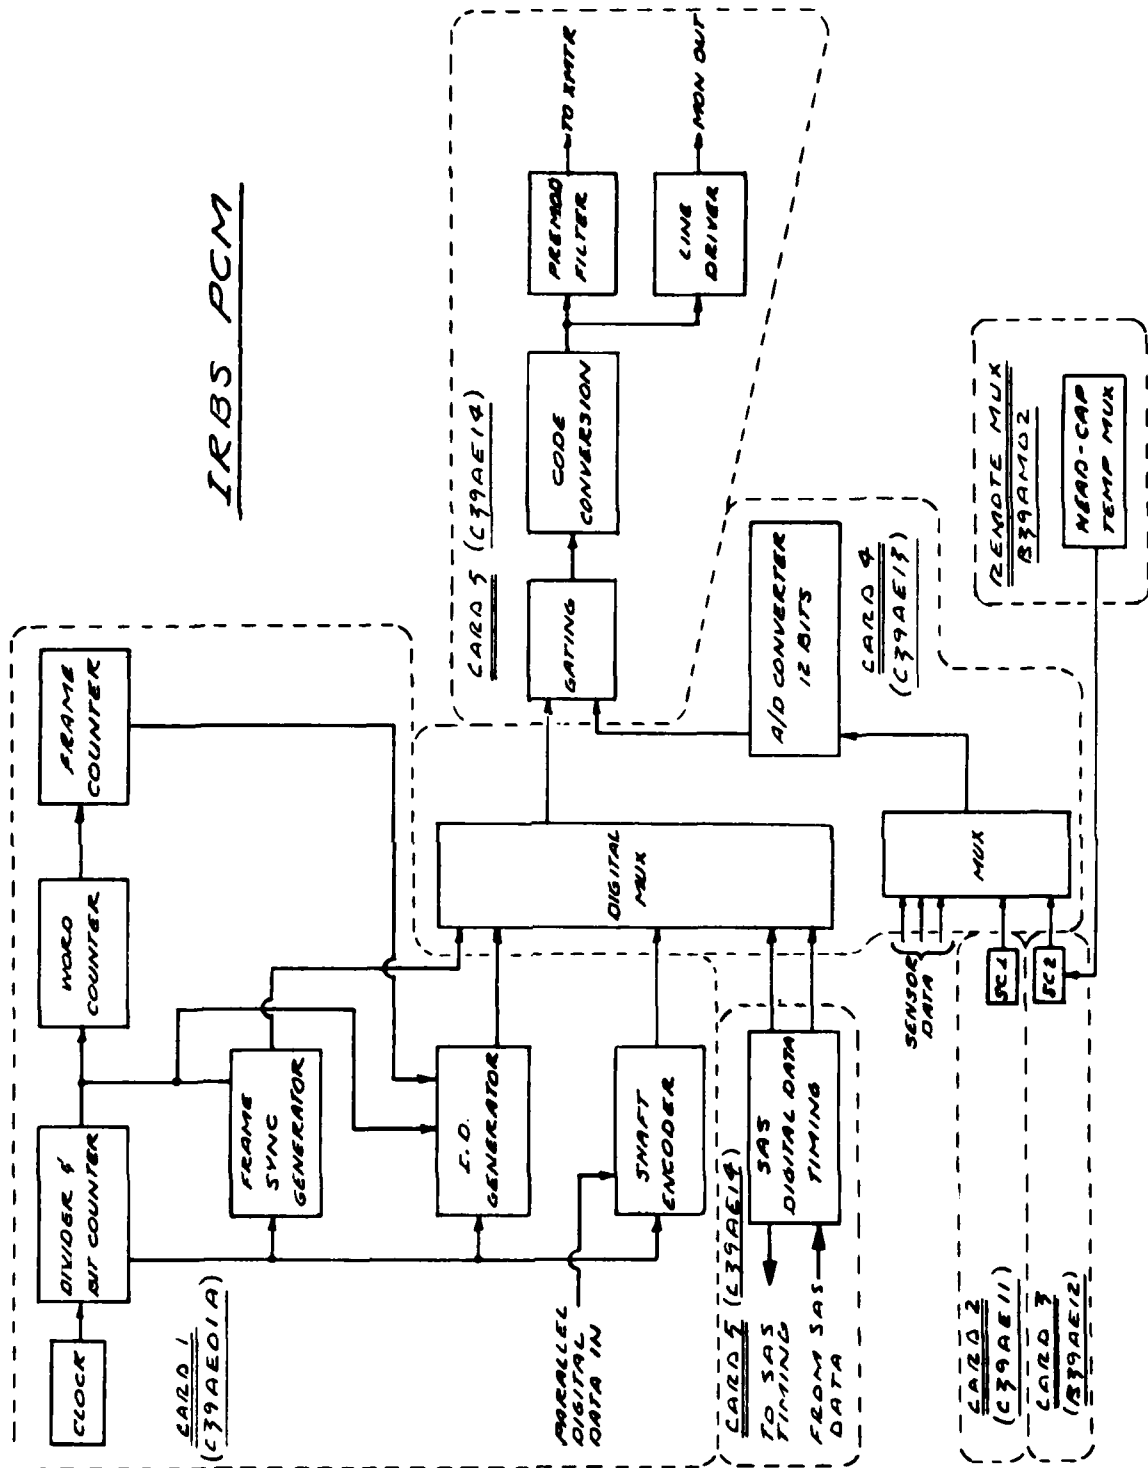 IRBS PCM
CLOCK
DIVIDER &
BIT COUNTER
WORD
COUNTER
FRAME
COUNTER
CARD 1
(C39AE01A)
FRAME
SYNC
GENERATOR
I.D.
GENERATOR
SHAFT
ENCODER
PARALLEL
DIGITAL
DATA IN
CARD 5 (C39AE14)
TO SAS
TIMING
FROM SAS
DATA
SAS
DIGITAL DATA
TIMING
DIGITAL
MUX
CARD 5 (C39AE14)
GATING
CODE
CONVERSION
PREMOD
FILTER
TO XMTR
LINE
DRIVER
MON OUT
A/D CONVERTER
12 BITS
CARD 4
(C39AE13)
SENSOR
DATA
MUX
SC1
SC2
CARD 2
(C39AE11)
CARD 3
(B39AE12)
REMOTE MUX
B39AM02
HEAD-CAP
TEMP MUX